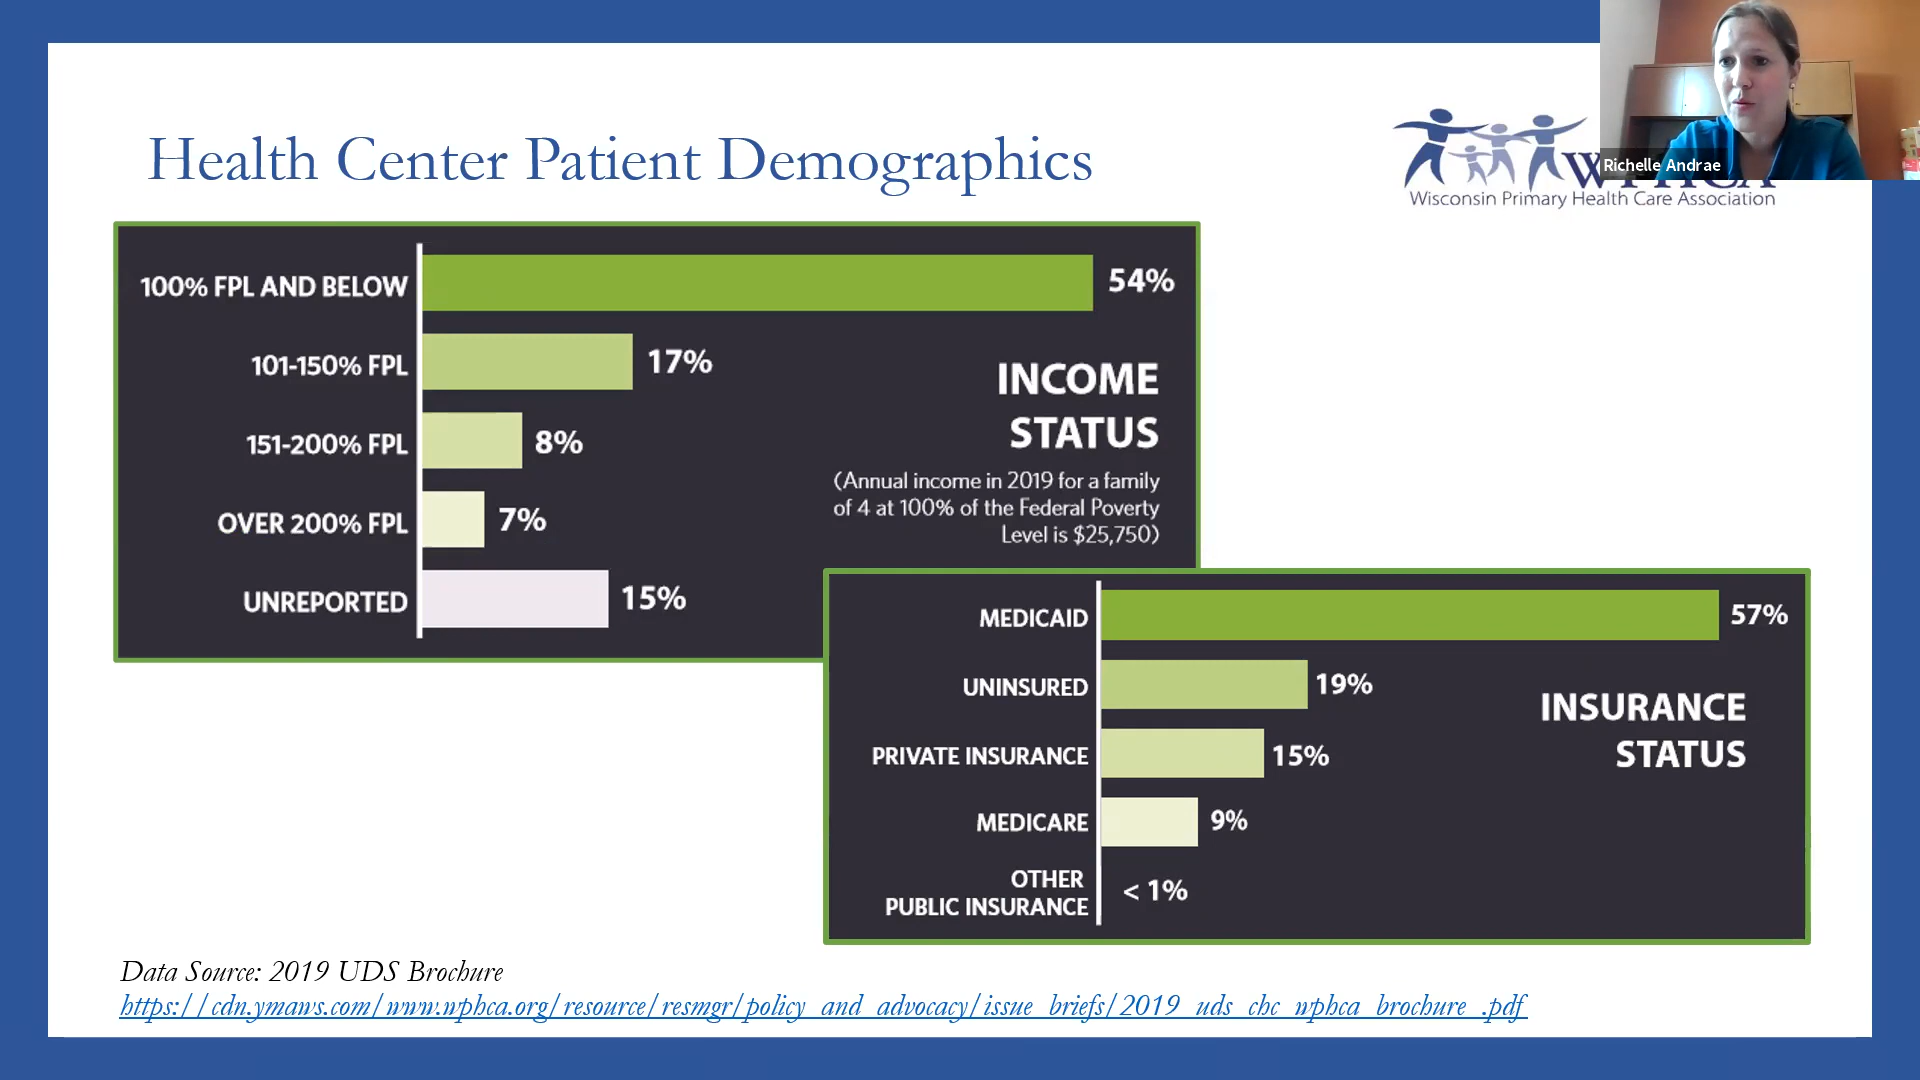 Health Center Patient Demographics
Richelle Andrae
Wisconsin Primary Health Care Association
100% FPL AND BELOW
54%
101-150% FPL
17%
151-200% FPL
8%
OVER 200% FPL
7%
UNREPORTED
15%
INCOME
STATUS
(Annual income in 2019 for a family
of 4 at 100% of the Federal Poverty
Level is $25,750)
MEDICAID
57%
UNINSURED
19%
PRIVATE INSURANCE
15%
MEDICARE
9%
OTHER
PUBLIC INSURANCE
< 1%
INSURANCE
STATUS
Data Source: 2019 UDS Brochure
https://cdn.ymaws.com/www.wphca.org/resource/resmgr/policy_and_advocacy/issue_briefs/2019_uds_chc_wphca_brochure_.pdf